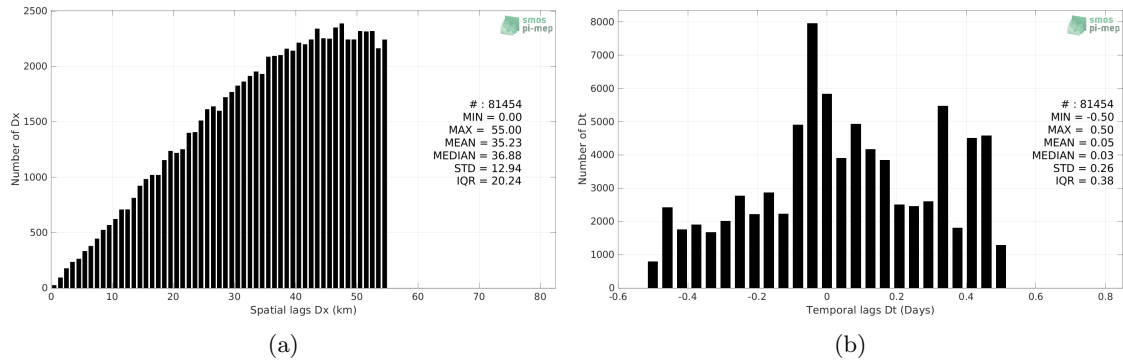 2500
2000
1500
1000
500
0
Number of Dx
0 10 20 30 40 50 60 70 80
Spatial lags Dx (km)
smos
pi-mep
# : 81454
MIN = 0.00
MAX = 55.00
MEAN = 35.23
MEDIAN = 36.88
STD = 12.94
IQR = 20.24
(a)
8000
7000
6000
5000
4000
3000
2000
1000
0
Number of Dt
-0.6 -0.4 -0.2 0 0.2 0.4 0.6 0.8
Temporal lags Dt (Days)
smos
pi-mep
# : 81454
MIN = -0.50
MAX = 0.50
MEAN = 0.05
MEDIAN = 0.03
STD = 0.26
IQR = 0.38
(b)